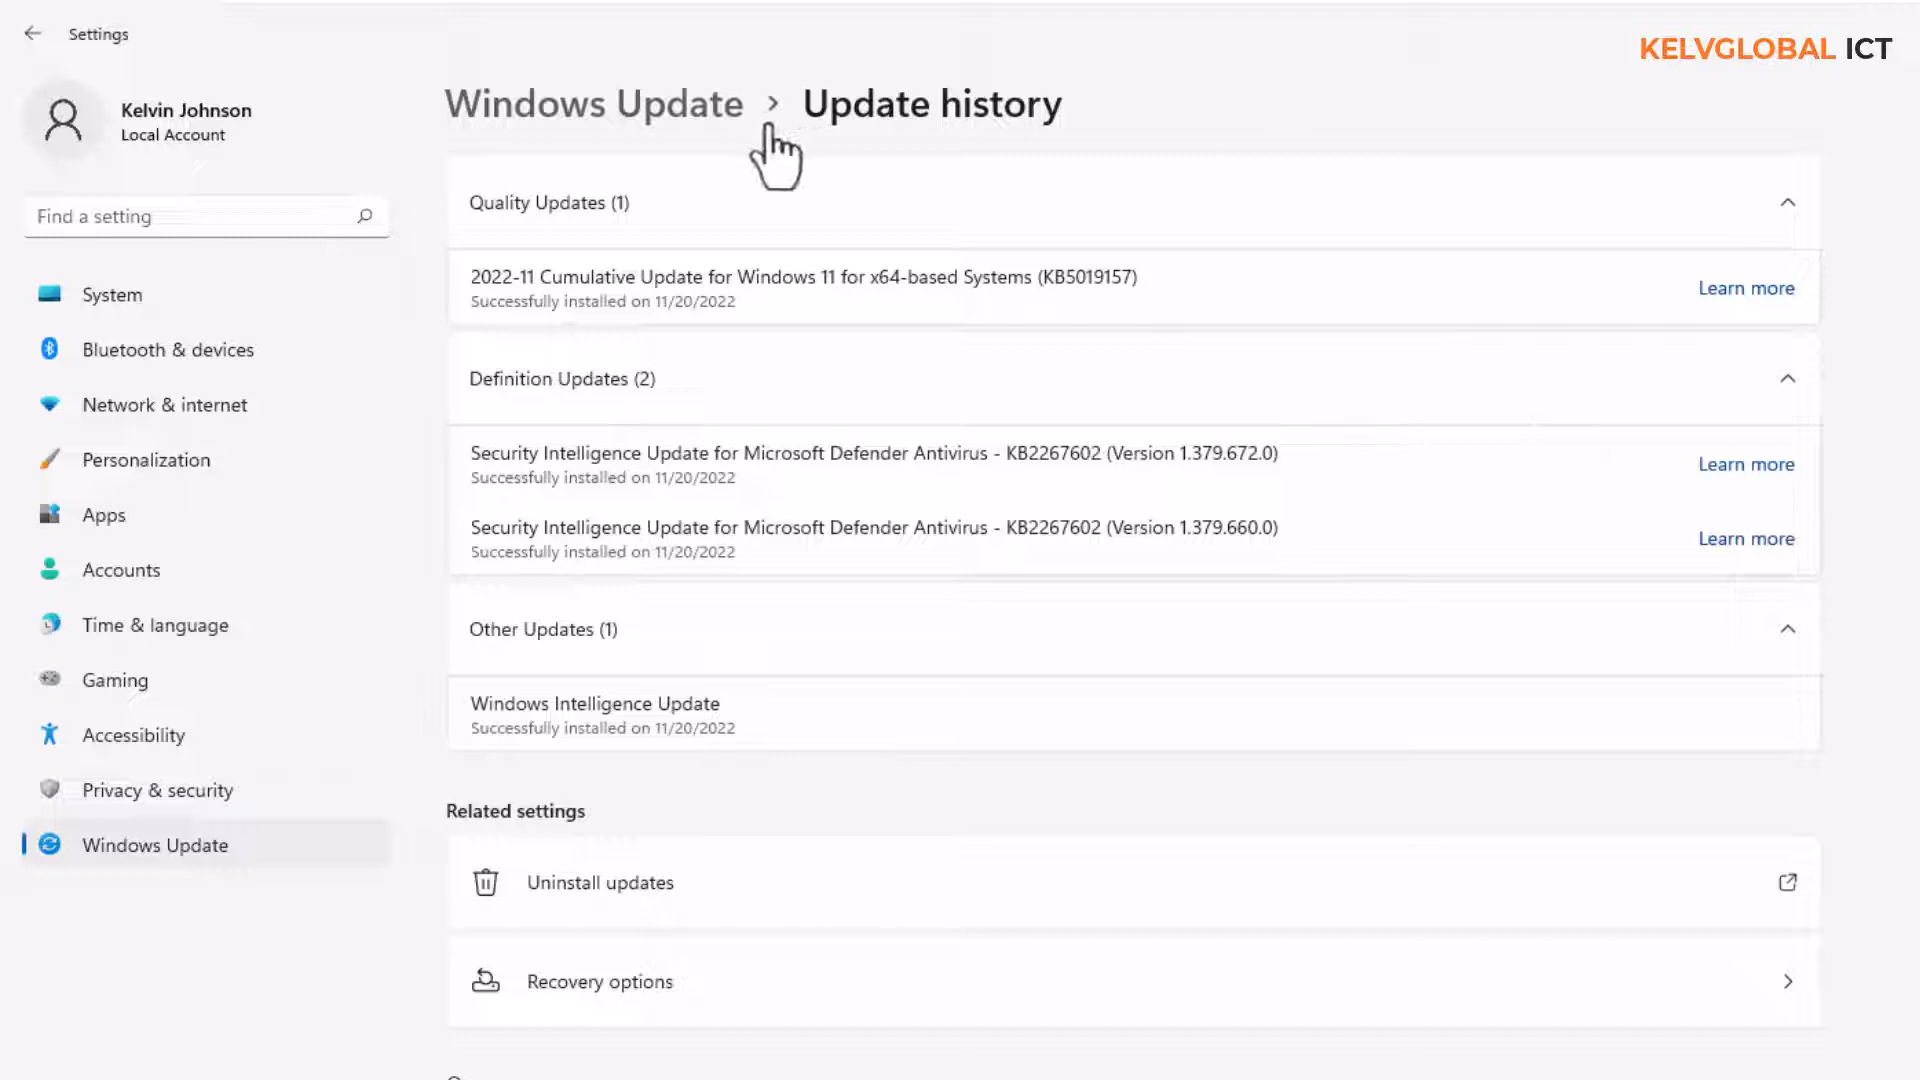 Settings
KELVGLOBAL ICT
Kelvin Johnson
Local Account
Find a setting
System
Bluetooth & devices
Network & internet
Personalization
Apps
Accounts
Time & language
Gaming
Accessibility
Privacy & security
Windows Update
Windows Update > Update history
Quality Updates (1)
2022-11 Cumulative Update for Windows 11 for x64-based Systems (KB5019157)
Successfully installed on 11/20/2022
Learn more
Definition Updates (2)
Security Intelligence Update for Microsoft Defender Antivirus - KB2267602 (Version 1.379.672.0)
Successfully installed on 11/20/2022
Learn more
Security Intelligence Update for Microsoft Defender Antivirus - KB2267602 (Version 1.379.660.0)
Successfully installed on 11/20/2022
Learn more
Other Updates (1)
Windows Intelligence Update
Successfully installed on 11/20/2022
Related settings
Uninstall updates
Recovery options